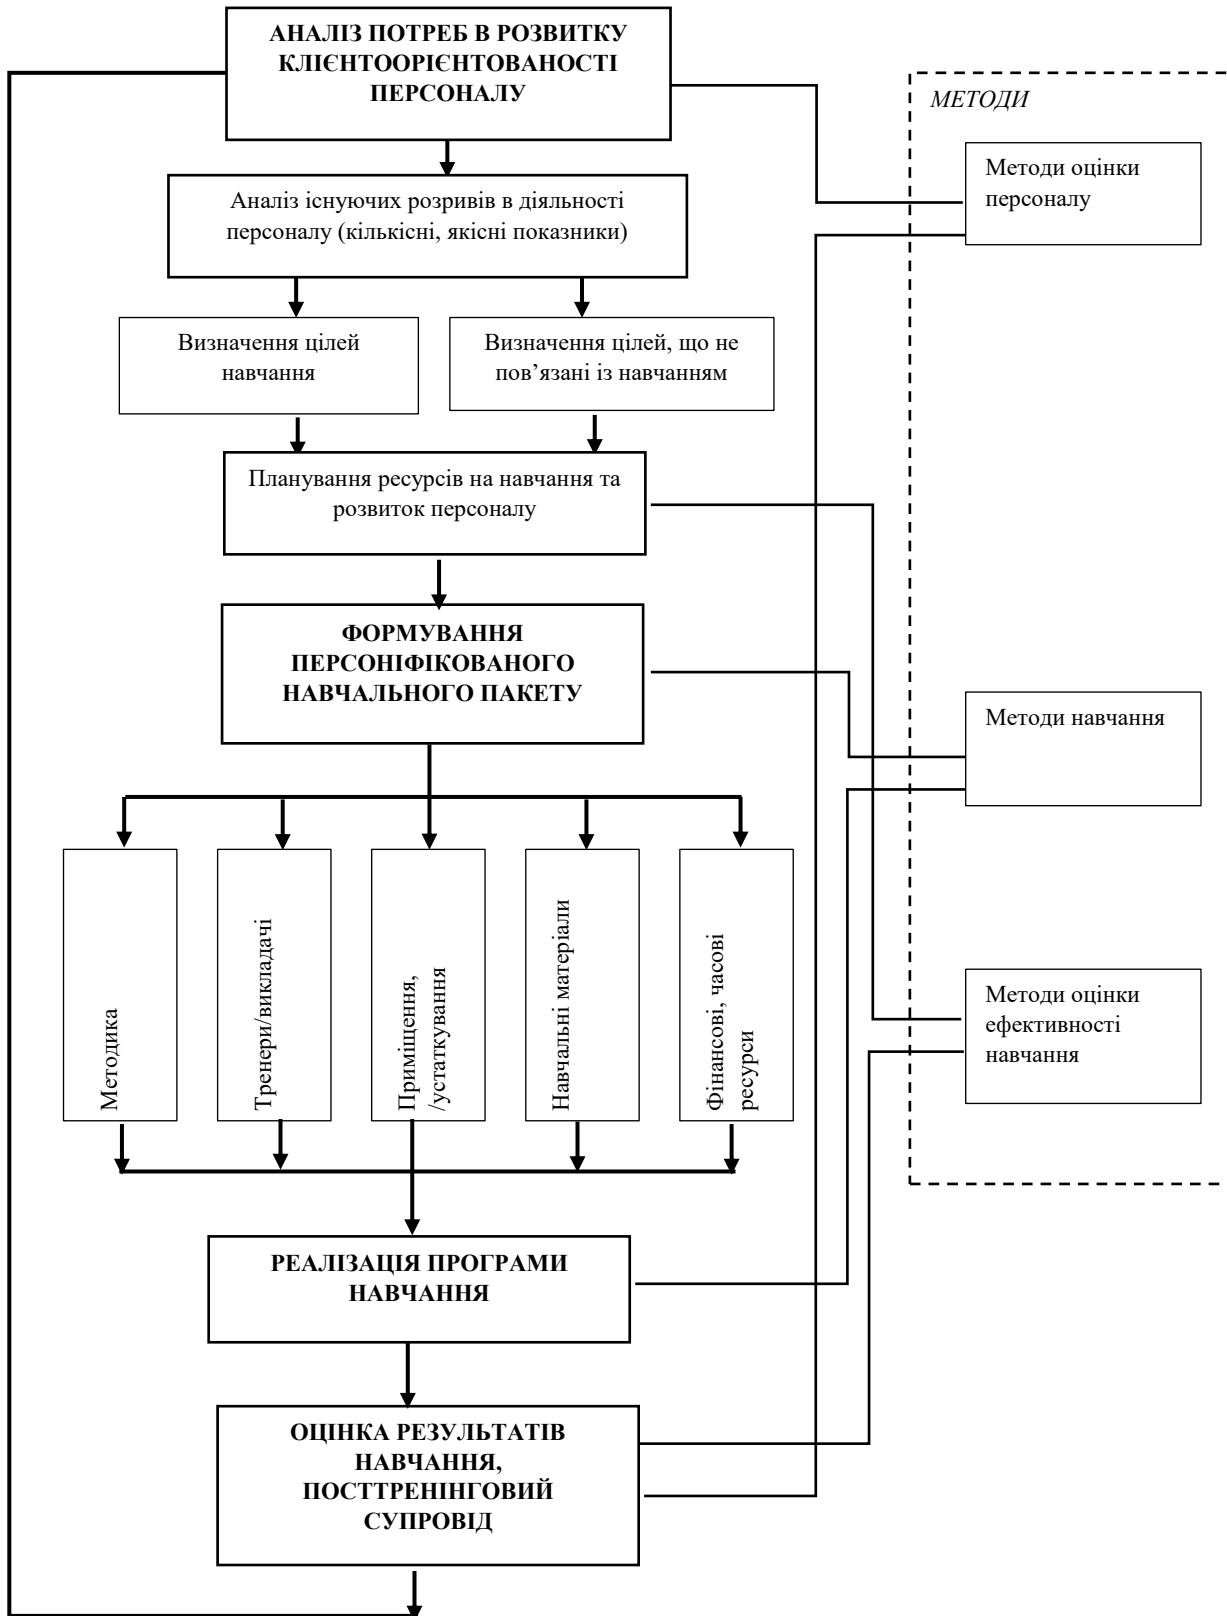 АНАЛІЗ ПОТРЕБ В РОЗВИТКУ
КЛІЄНТООРІЄНТОВАНОСТІ
ПЕРСОНАЛУ
МЕТОДИ
Методи оцінки
персоналу
Аналіз існуючих розривів в діяльності
персоналу (кількісні, якісні показники)
Визначення цілей
навчання
Визначення цілей, що не
пов’язані із навчанням
Планування ресурсів на навчання та
розвиток персоналу
ФОРМУВАННЯ
ПЕРСОНІФІКОВАНОГО
НАВЧАЛЬНОГО ПАКЕТУ
Методи навчання
Методика
Тренери/викладачі
Приміщення,
/устаткування
Навчальні матеріали
Фінансові, часові
ресурси
Методи оцінки
ефективності
навчання
РЕАЛІЗАЦІЯ ПРОГРАМИ
НАВЧАННЯ
ОЦІНКА РЕЗУЛЬТАТІВ
НАВЧАННЯ,
ПОСТТРЕНІНГОВИЙ
СУПРОВІД